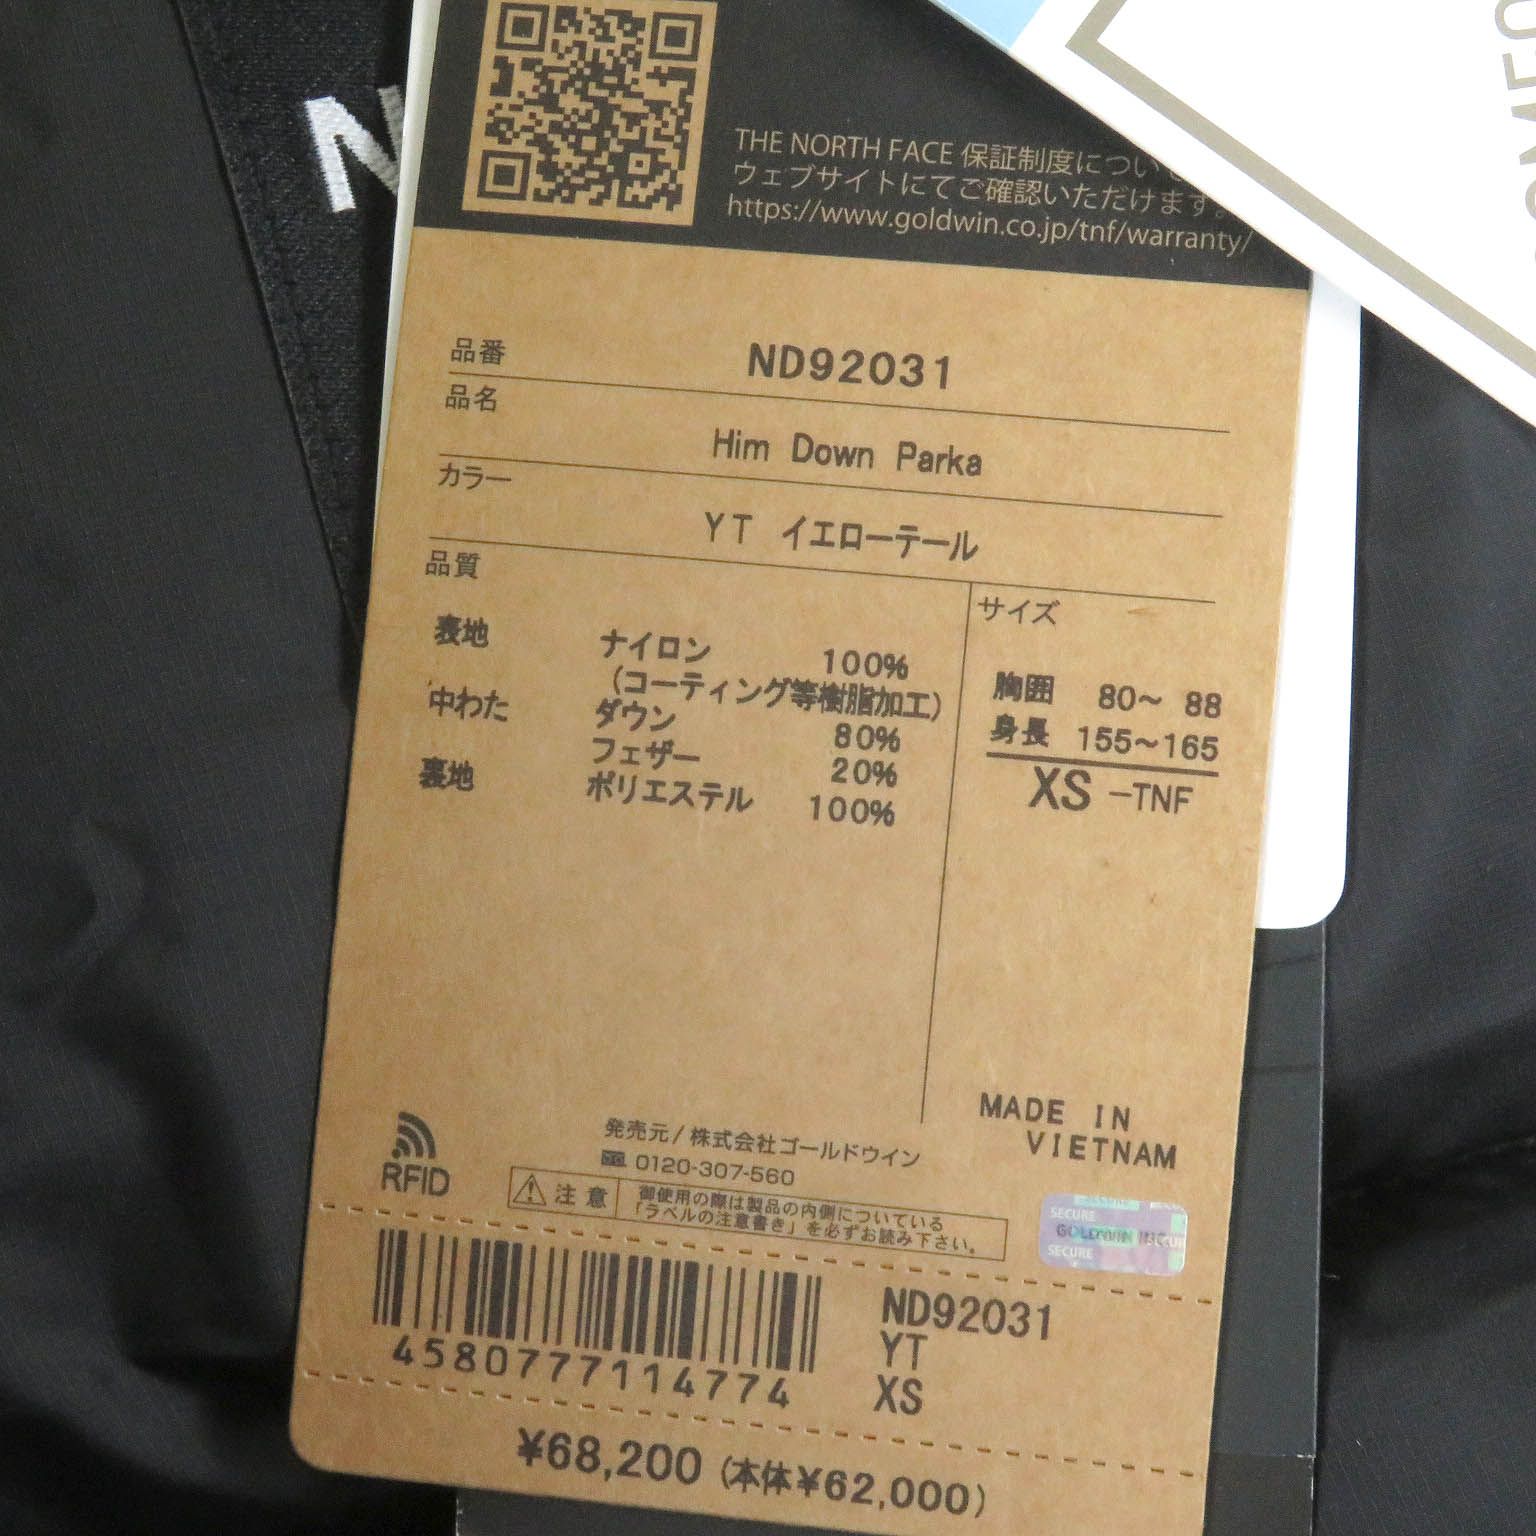 N
THE NORTH FACE 保証制度につい
ウェブサイトにてご確認いただけます。
https://www.goldwin.co.jp/tnf/warranty/
品番 ND92031
品名
Him Down Parka
カラー
YT イエローテール
品質
表地 ナイロン 100%
(コーティング等樹脂加工)
中わた ダウン 80%
フェザー 20%
裏地 ポリエステル 100%
サイズ
胸囲 80~ 88
身長 155~165
XS -TNF
MADE IN
VIETNAM
RFID
発売元/株式会社ゴールドウイン
0120-307-560
注意 御使用の際は製品の内側についている
「ラベルの注意書き」を必ずお読み下さい。
SECURE
SECURE
4580777114774
ND92031
YT
XS
¥68,200 (本体¥62,000)